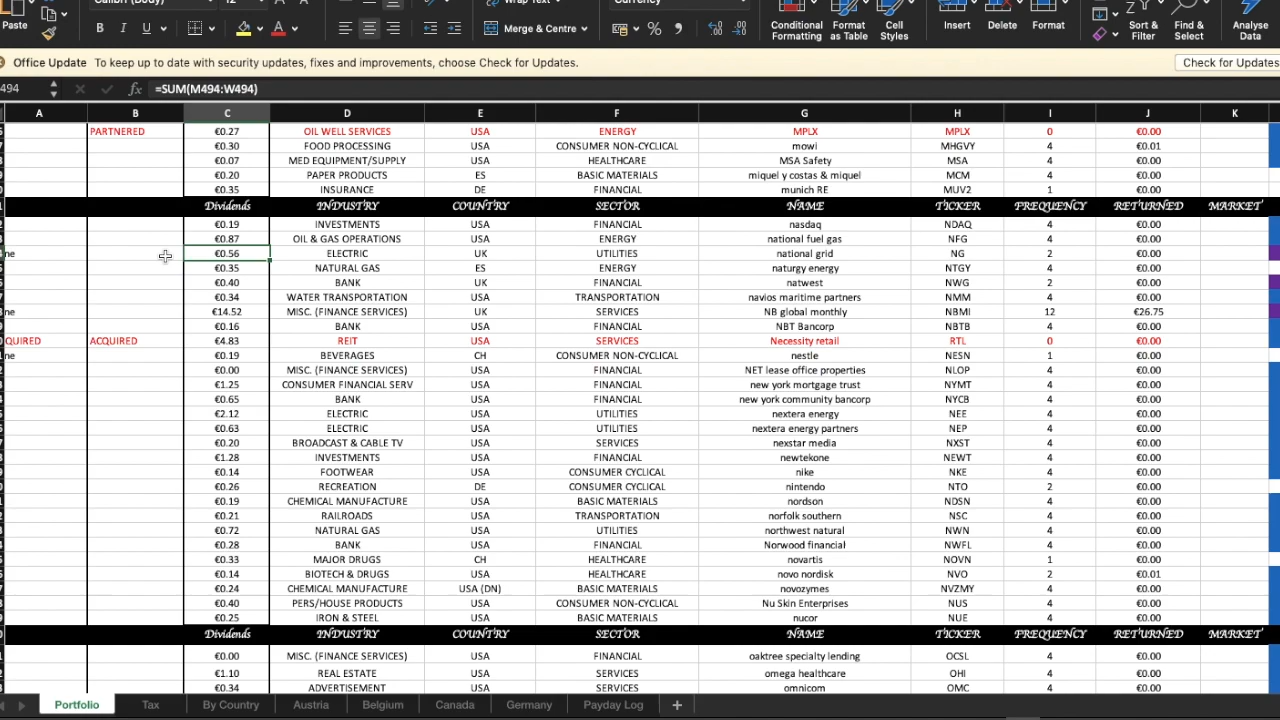 Paste
Calibri (Body)
12
B I U A
Wrap Text
Merge & Centre
Currency
%
Conditional Formatting
Format as Table
Cell Styles
Insert
Delete
Format
Sort & Filter
Find & Select
Analyse Data
Office Update To keep up to date with security updates, fixes and improvements, choose Check for Updates. Check for Updates
494 fx =SUM(M494:W494)
A B C D E F G H I J K
PARTNERED €0.27 OIL WELL SERVICES USA ENERGY MPLX MPLX 0 €0.00
€0.30 FOOD PROCESSING USA CONSUMER NON-CYCLICAL mowi MHGVY 4 €0.01
€0.07 MED EQUIPMENT/SUPPLY USA HEALTHCARE MSA Safety MSA 4 €0.00
€0.20 PAPER PRODUCTS ES BASIC MATERIALS miquel y costas & miquel MCM 4 €0.00
€0.35 INSURANCE DE FINANCIAL munich RE MUV2 1 €0.00
Dividends INDUSTRY COUNTRY SECTOR NAME TICKER FREQUENCY RETURNED MARKET
€0.19 INVESTMENTS USA FINANCIAL nasdaq NDAQ 4 €0.00
€0.87 OIL & GAS OPERATIONS USA ENERGY national fuel gas NFG 4 €0.00
ne €0.56 ELECTRIC UK UTILITIES national grid NG 2 €0.00
€0.35 NATURAL GAS ES ENERGY naturgy energy NTGY 4 €0.00
€0.40 BANK UK FINANCIAL natwest NWG 2 €0.00
€0.34 WATER TRANSPORTATION USA TRANSPORTATION navios maritime partners NMM 4 €0.00
ne €14.52 MISC. (FINANCE SERVICES) UK SERVICES NB global monthly NBMI 12 €26.75
€0.16 BANK USA FINANCIAL NBT Bancorp NBTB 4 €0.00
QUIRED ACQUIRED €4.83 REIT USA SERVICES Necessity retail RTL 0 €0.00
ne €0.19 BEVERAGES CH CONSUMER NON-CYCLICAL nestle NESN 1 €0.00
€0.00 MISC. (FINANCE SERVICES) USA FINANCIAL NET lease office properties NLOP 4 €0.00
€1.25 CONSUMER FINANCIAL SERV USA FINANCIAL new york mortgage trust NYMT 4 €0.00
€0.65 BANK USA FINANCIAL new york community bancorp NYCB 4 €0.00
€2.12 ELECTRIC USA UTILITIES nextera energy NEE 4 €0.00
€0.63 ELECTRIC USA UTILITIES nextera energy partners NEP 4 €0.00
€0.20 BROADCAST & CABLE TV USA SERVICES nexstar media NXST 4 €0.00
€1.28 INVESTMENTS USA FINANCIAL newtekone NEWT 4 €0.00
€0.14 FOOTWEAR USA CONSUMER CYCLICAL nike NKE 4 €0.00
€0.26 RECREATION DE CONSUMER CYCLICAL nintendo NTO 2 €0.00
€0.19 CHEMICAL MANUFACTURE USA BASIC MATERIALS nordson NDSN 4 €0.00
€0.21 RAILROADS USA TRANSPORTATION norfolk southern NSC 4 €0.00
€0.72 NATURAL GAS USA UTILITIES northwest natural NWN 4 €0.00
€0.28 BANK USA FINANCIAL Norwood financial NWFL 4 €0.00
€0.33 MAJOR DRUGS CH HEALTHCARE novartis NOVN 1 €0.00
€0.14 BIOTECH & DRUGS USA HEALTHCARE novo nordisk NVO 2 €0.01
€0.24 CHEMICAL MANUFACTURE USA (DN) BASIC MATERIALS novozymes NVZMY 4 €0.00
€0.40 PERS/HOUSE PRODUCTS USA CONSUMER NON-CYCLICAL Nu Skin Enterprises NUS 4 €0.00
€0.25 IRON & STEEL USA BASIC MATERIALS nucor NUE 4 €0.00
Dividends INDUSTRY COUNTRY SECTOR NAME TICKER FREQUENCY RETURNED MARKET
€0.00 MISC. (FINANCE SERVICES) USA FINANCIAL oaktree specialty lending OCSL 4 €0.00
€1.10 REAL ESTATE USA SERVICES omega healthcare OHI 4 €0.00
€0.34 ADVERTISEMENT USA SERVICES omnicom OMC 4 €0.00
Portfolio Tax By Country Austria Belgium Canada Germany Payday Log +